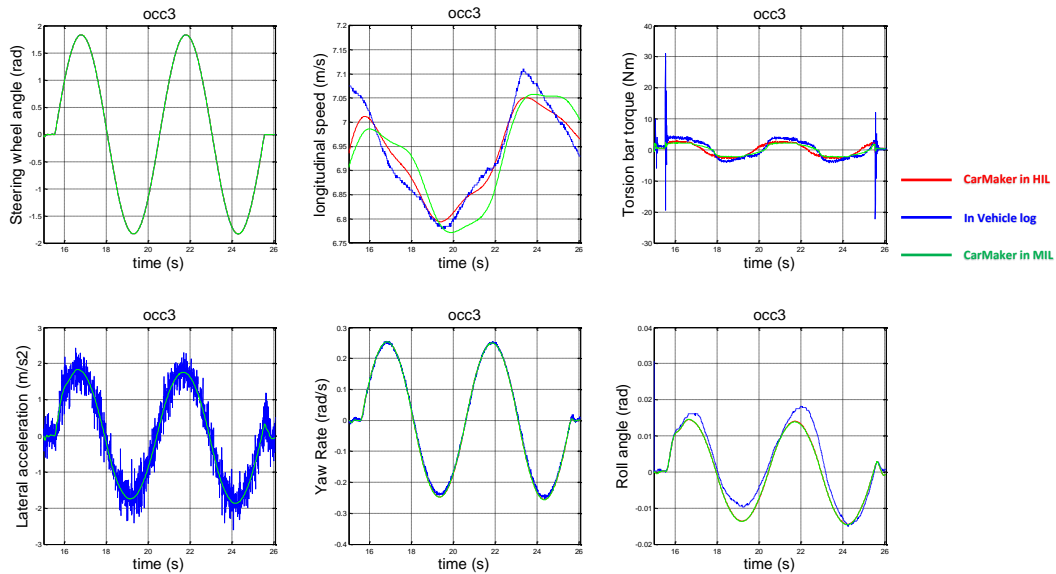 occ3
occ3
occ3
Steering wheel angle (rad)
2
1.5
1
0.5
0
-0.5
-1
-1.5
-2
16 18 20 22 24 26
time (s)
longitudinal speed (m/s)
7.2
7.1
7.05
7
6.95
6.9
6.8
6.75
16 18 20 22 24 26
time (s)
Torsion bar torque (Nm)
40
30
20
10
0
-10
-20
-30
16 18 20 22 24 26
time (s)
CarMaker in HIL
In Vehicle log
CarMaker in MIL
occ3
occ3
occ3
Lateral acceleration (m/s2)
3
2
1
0
-1
-2
-3
16 18 20 22 24 26
time (s)
Yaw Rate (rad/s)
0.3
0.2
0.1
0
-0.1
-0.2
-0.3
-0.4
16 18 20 22 24 26
time (s)
Roll angle (rad)
0.04
0.03
0.02
0.01
0
-0.01
-0.02
16 18 20 22 24 26
time (s)